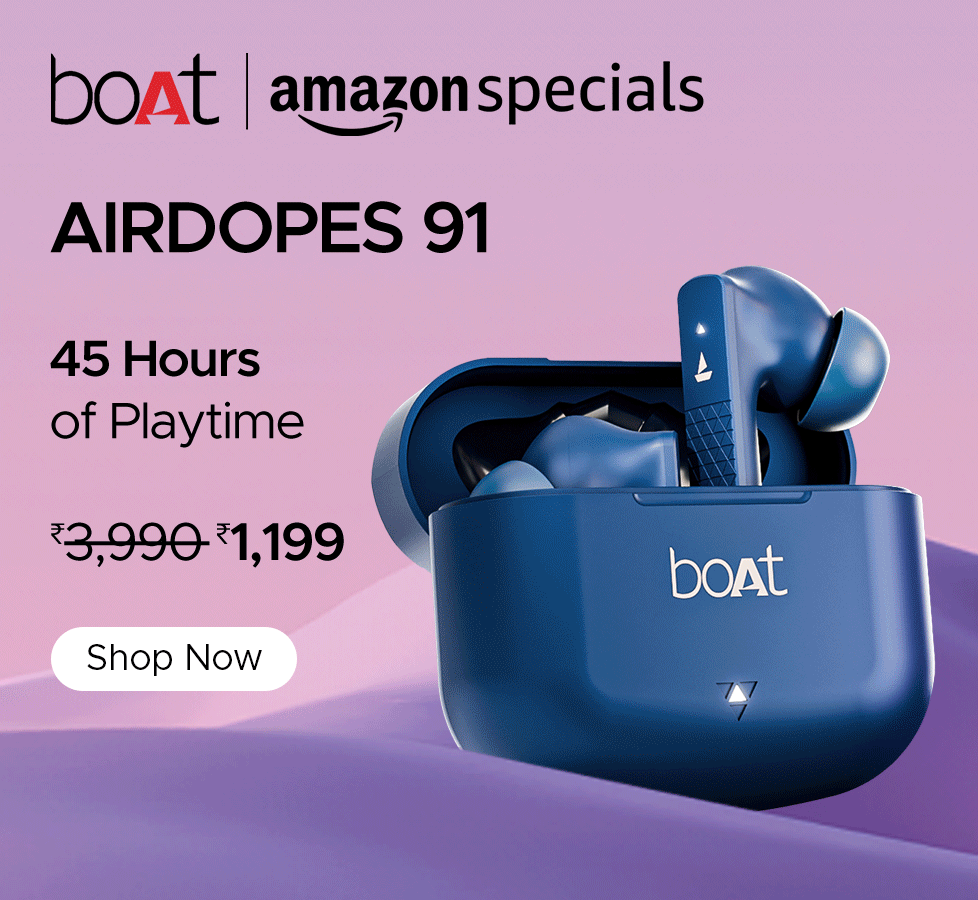 boAt | amazon specials
AIRDOPES 91
45 Hours
of Playtime
₹3,990 ₹1,199
Shop Now
boAt